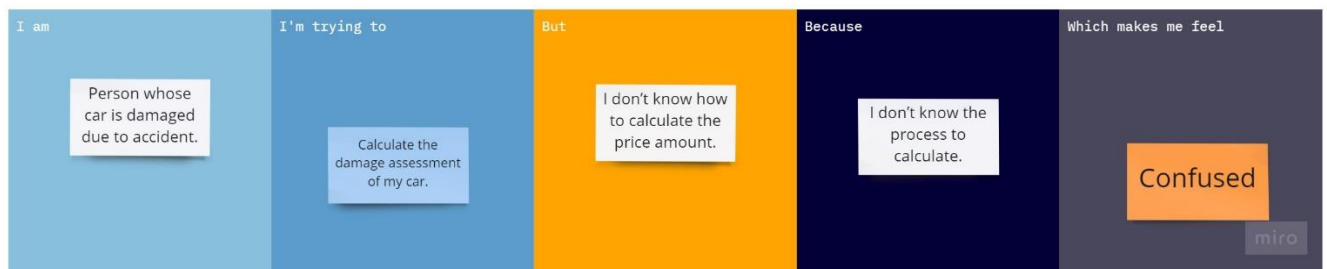 I am
Person whose
car is damaged
due to accident.
I'm trying to
Calculate the
damage assessment
of my car.
But
I don't know how
to calculate the
price amount.
Because
I don't know the
process to
calculate.
Which makes me feel
Confused
miro